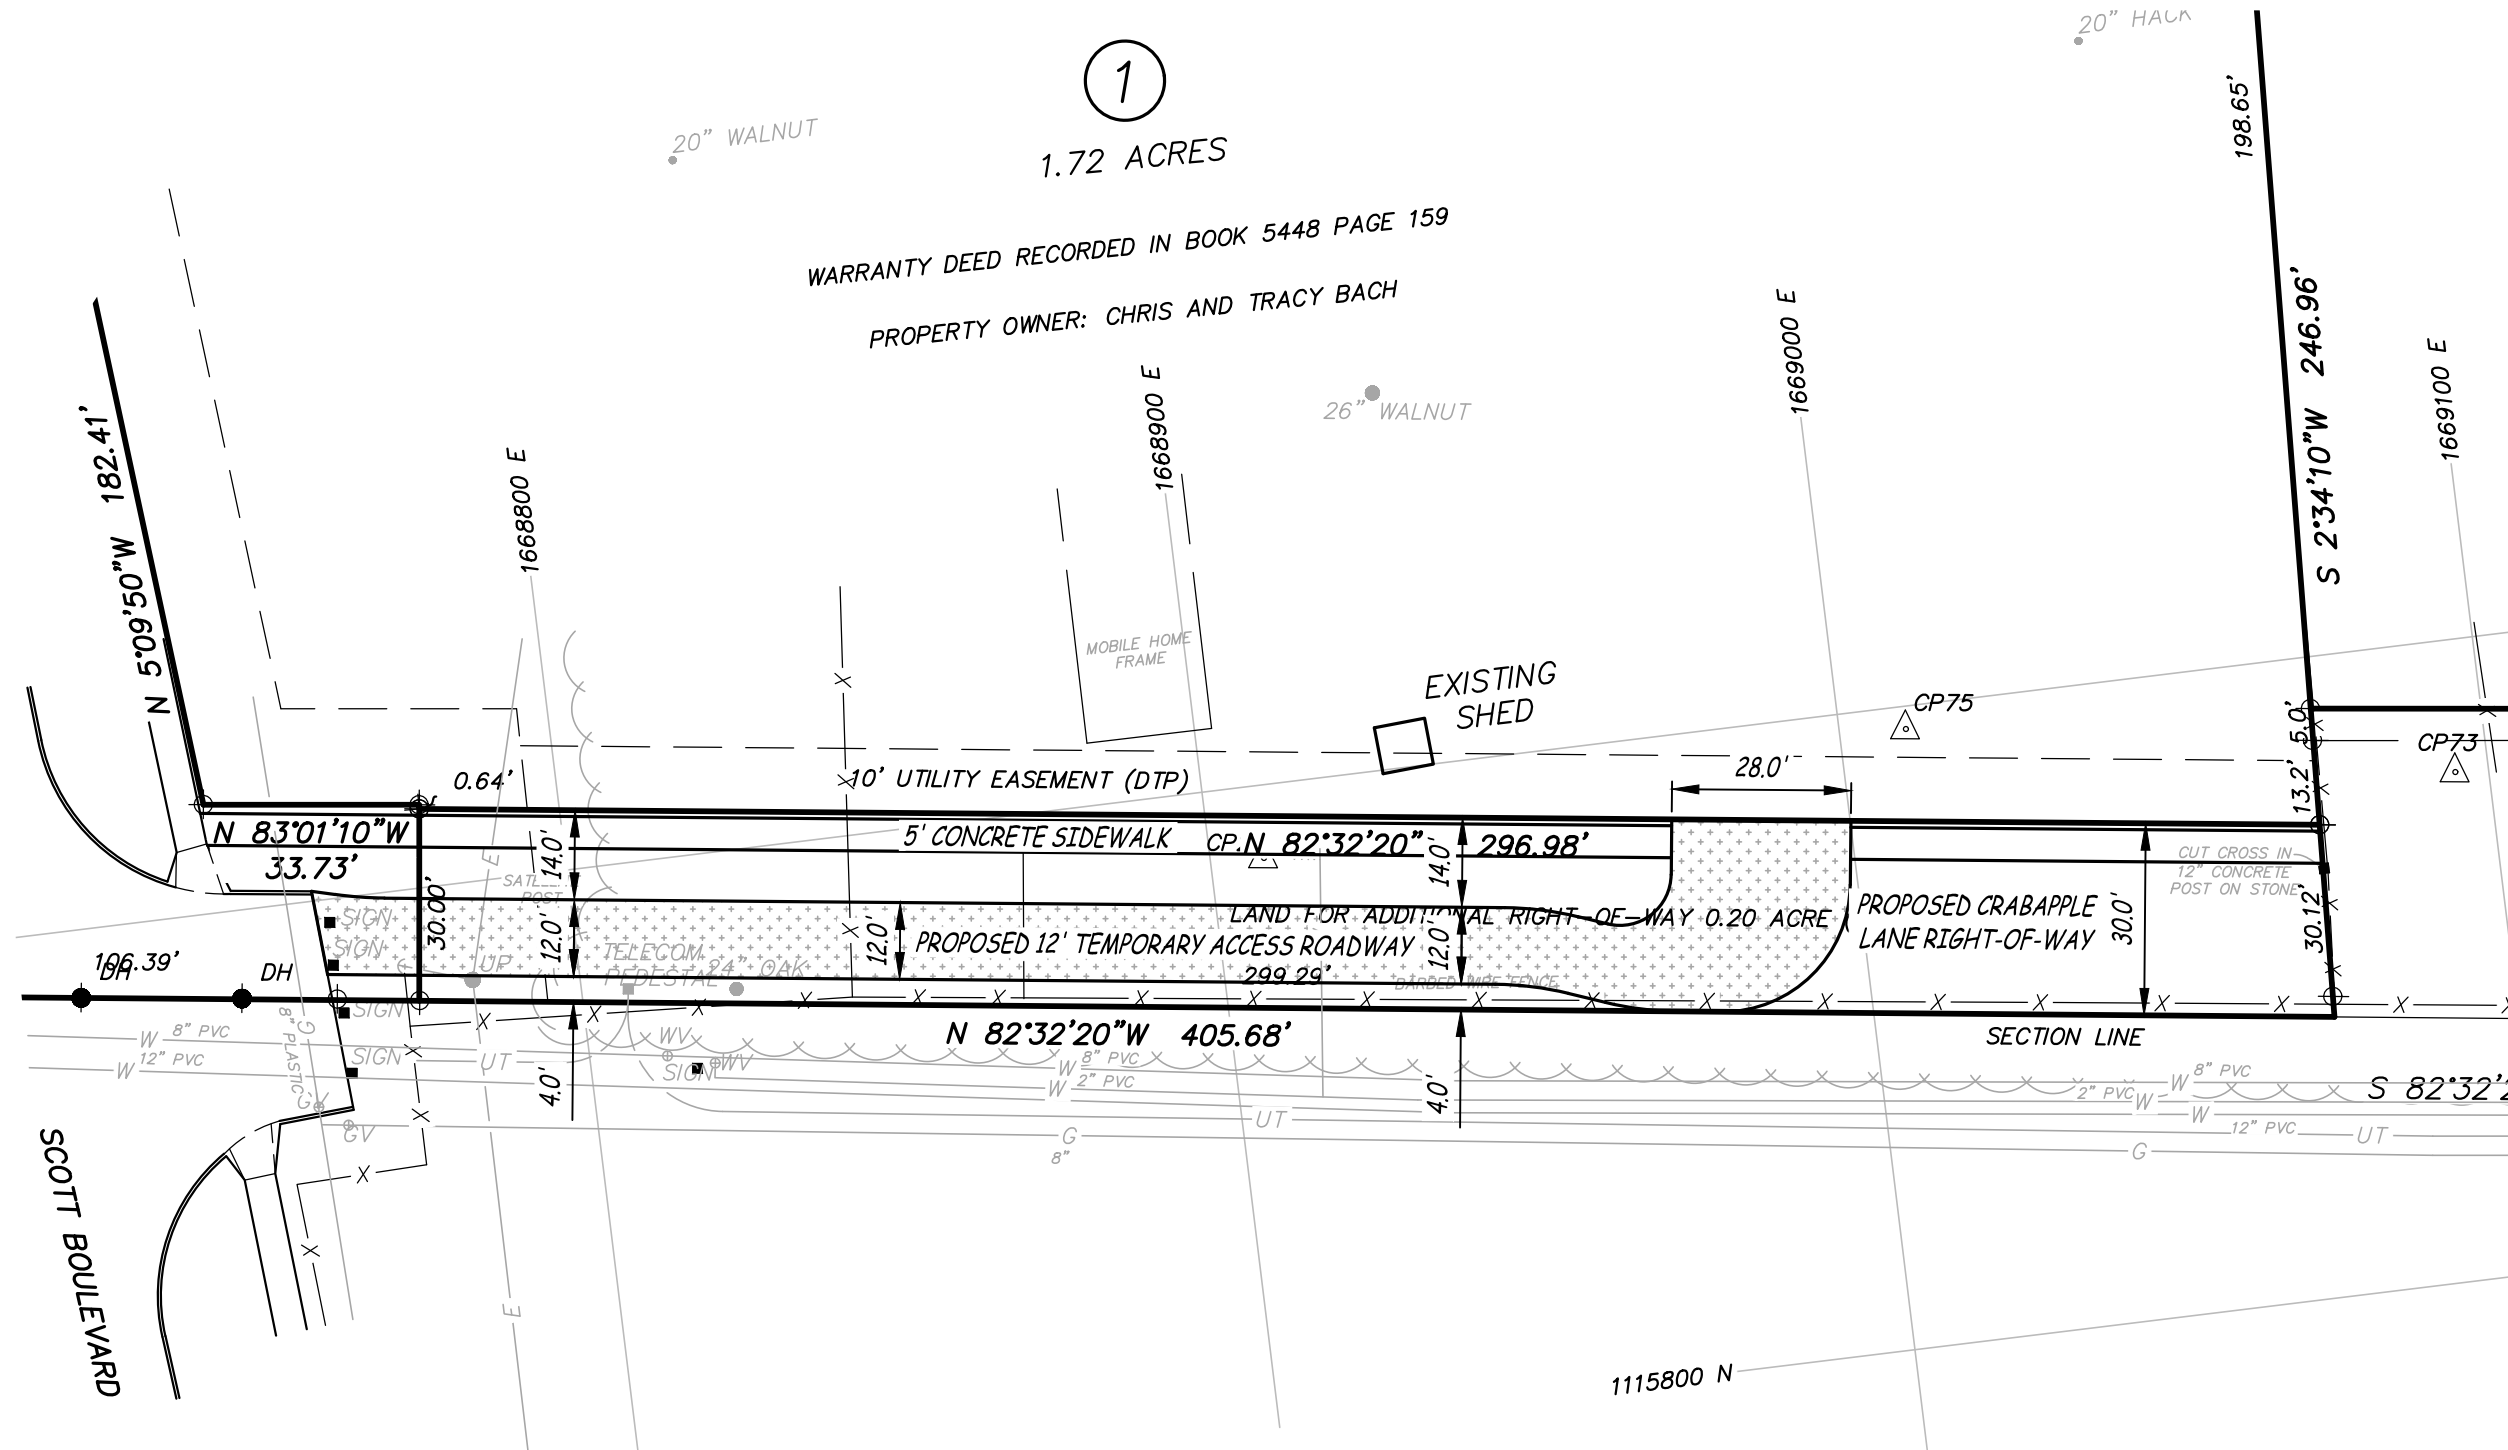 20" HACK
1
20" WALNUT
1.72 ACRES
198.65'
WARRANTY DEED RECORDED IN BOOK 5448 PAGE 159
PROPERTY OWNER: CHRIS AND TRACY BACH
S 2°34'10"W 246.96'
1669000 E
1669100 E
1668900 E
26" WALNUT
N 5°09'50"W 182.41'
1668800 E
MOBILE HOME
FRAME
EXISTING
SHED
CP75
5.0'
CP73
0.64'
10' UTILITY EASEMENT (DTP)
28.0'
13.2'
N 83°01'10"W
33.73'
14.0'
5' CONCRETE SIDEWALK
CP.
N 82°32'20" 296.98'
14.0'
CUT CROSS IN
12" CONCRETE
POST ON STONE
E
POST
30.00'
SIGN
SIGN
12.0'
12.0'
LAND FOR ADDITIONAL RIGHT-OF-WAY 0.20 ACRE
PROPOSED 12' TEMPORARY ACCESS ROADWAY
12.0'
PROPOSED CRABAPPLE
LANE RIGHT-OF-WAY
30.0'
30.12'
106.39'
DH
DH
UP
TELECOM
PEDESTAL
24" OAK
299.29'
BARBED WIRE FENCE
SIGN
8" PLASTIC
G
W 8" PVC
W 12" PVC
SIGN
UT
WV
WV
SIGN
N 82°32'20"W 405.68'
SECTION LINE
W 8" PVC
W 2" PVC
4.0'
4.0'
W 8" PVC
2" PVC W
W
12" PVC
UT
S 82°32'2
GV
GV
UT
G
8"
G
X
E
SCOTT BOULEVARD
1115800 N